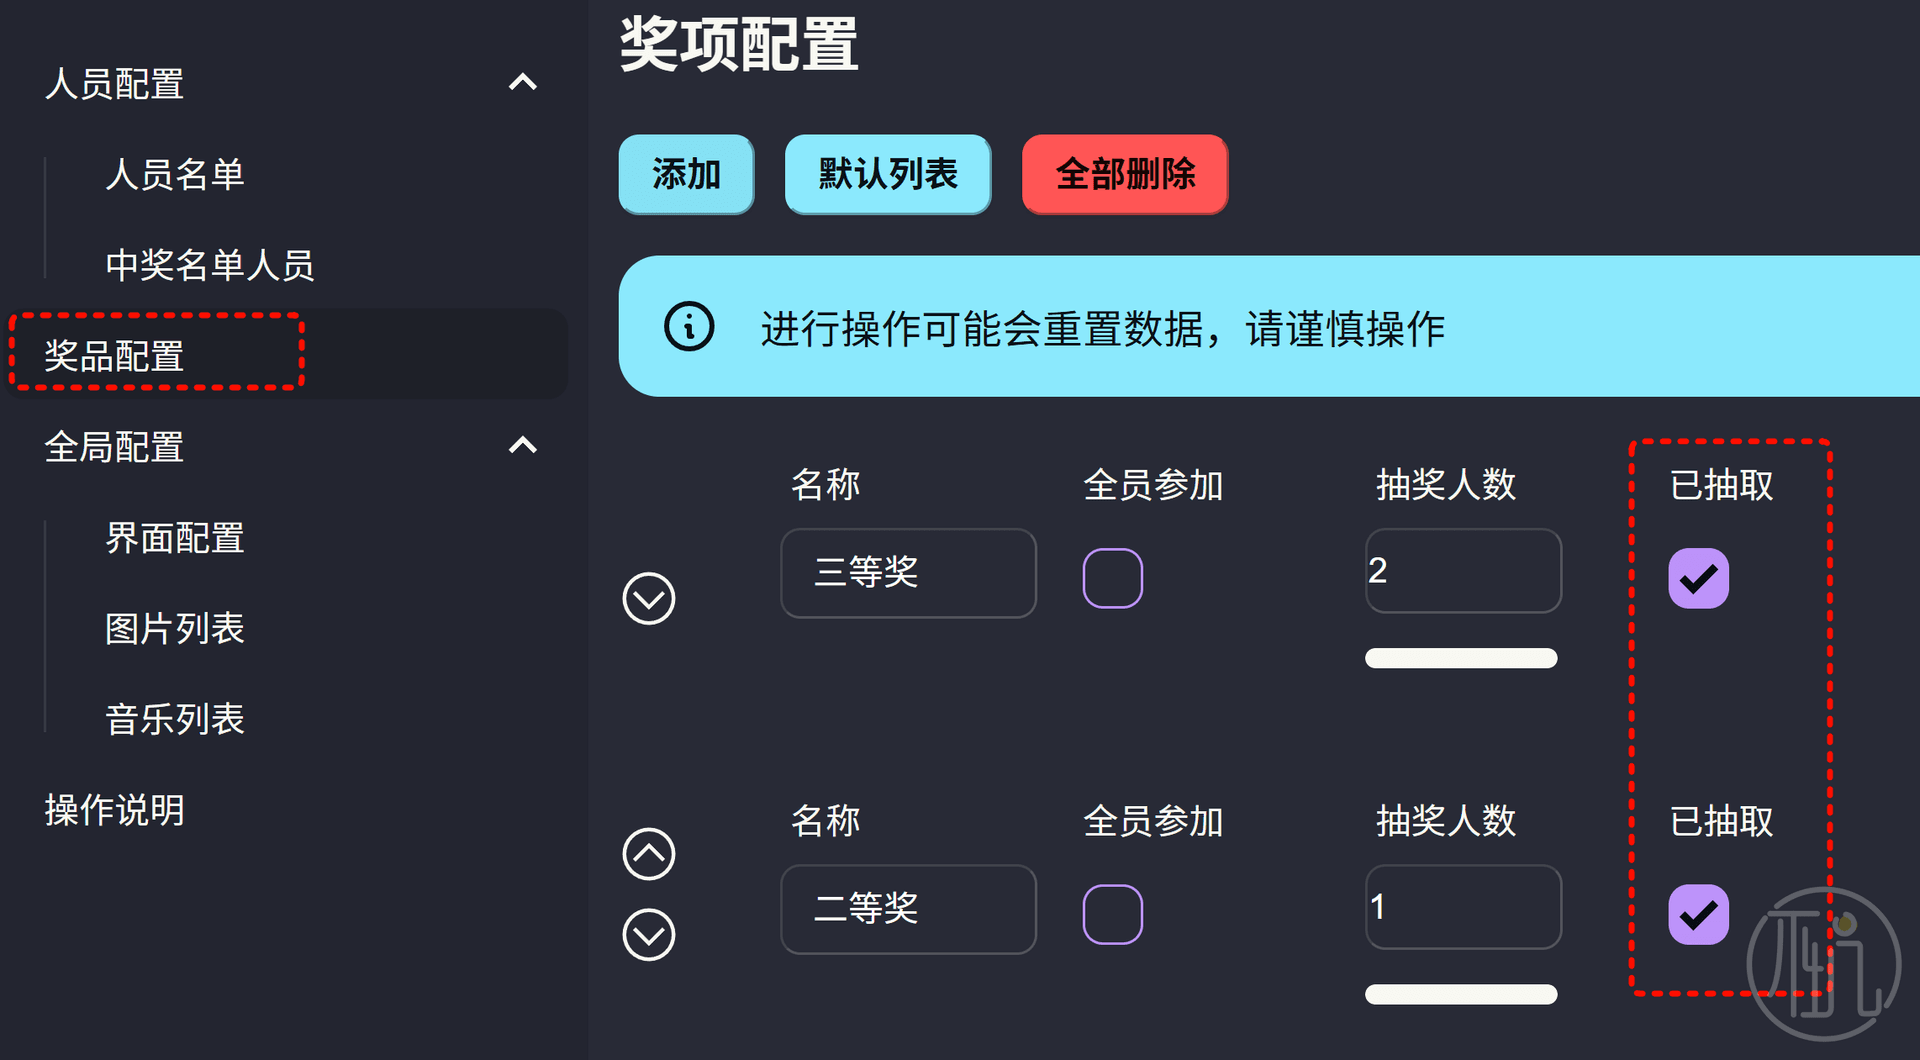 人员配置
人员名单
中奖名单人员
奖品配置
全局配置
界面配置
图片列表
音乐列表
操作说明
奖项配置
添加 默认列表 全部删除
进行操作可能会重置数据，请谨慎操作
名称 全员参加 抽奖人数 已抽取
三等奖 2
名称 全员参加 抽奖人数 已抽取
二等奖 1